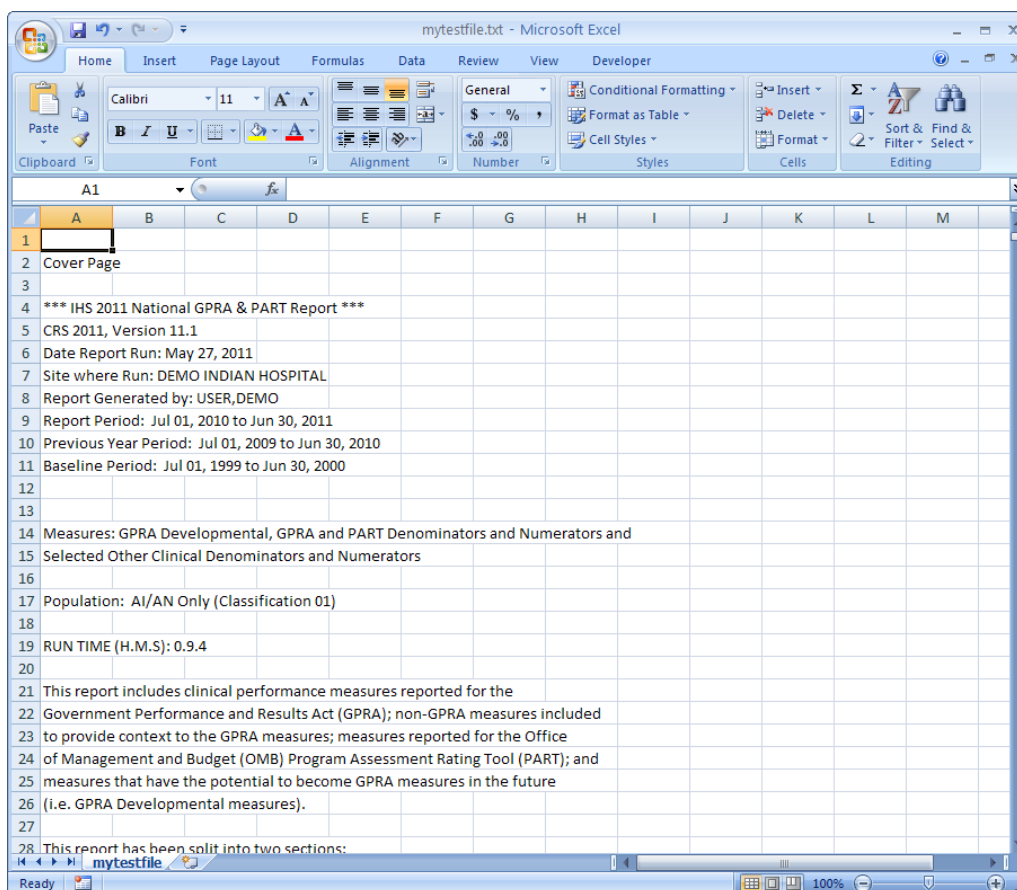 mytestfile.txt - Microsoft Excel
Home Insert Page Layout Formulas Data Review View Developer
Paste
Calibri 11 A A
B I U A
General
$ % ,
Conditional Formatting
Format as Table
Cell Styles
Insert
Delete
Format
Σ
Sort & Filter
Find & Select
Clipboard Font Alignment Number Styles Cells Editing
A1 fx
A B C D E F G H I J K L M
1
2 Cover Page
3
4 *** IHS 2011 National GPRA & PART Report ***
5 CRS 2011, Version 11.1
6 Date Report Run: May 27, 2011
7 Site where Run: DEMO INDIAN HOSPITAL
8 Report Generated by: USER,DEMO
9 Report Period: Jul 01, 2010 to Jun 30, 2011
10 Previous Year Period: Jul 01, 2009 to Jun 30, 2010
11 Baseline Period: Jul 01, 1999 to Jun 30, 2000
12
13
14 Measures: GPRA Developmental, GPRA and PART Denominators and Numerators and
15 Selected Other Clinical Denominators and Numerators
16
17 Population: AI/AN Only (Classification 01)
18
19 RUN TIME (H.M.S): 0.9.4
20
21 This report includes clinical performance measures reported for the
22 Government Performance and Results Act (GPRA); non-GPRA measures included
23 to provide context to the GPRA measures; measures reported for the Office
24 of Management and Budget (OMB) Program Assessment Rating Tool (PART); and
25 measures that have the potential to become GPRA measures in the future
26 (i.e. GPRA Developmental measures).
27
28 This report has been split into two sections:
mytestfile
Ready 100%